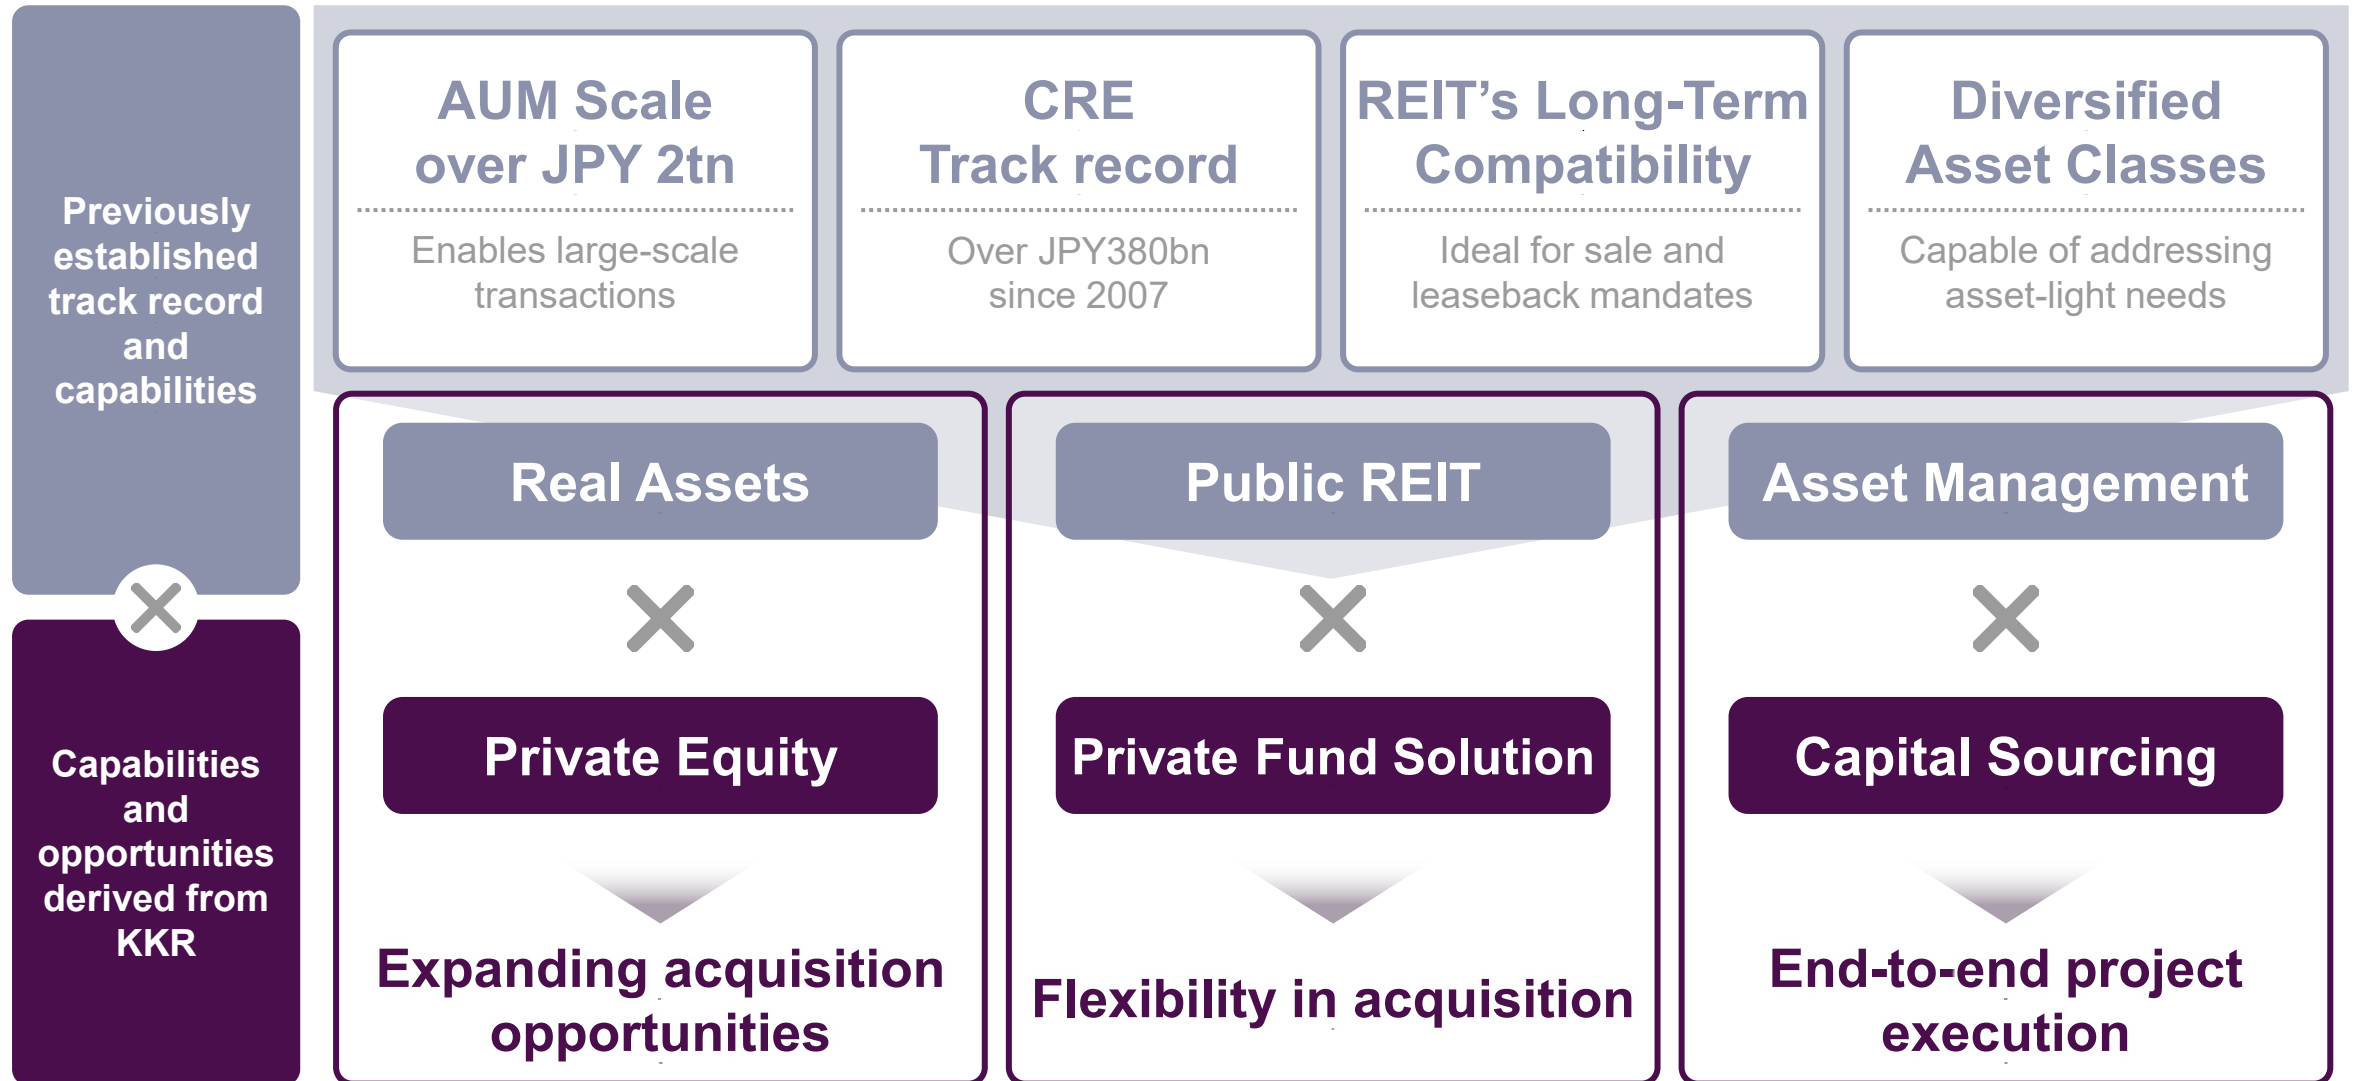 Previously
established
track record
and
capabilities
AUM Scale
over JPY 2tn
Enables large-scale
transactions
CRE
Track record
Over JPY380bn
since 2007
REIT’s Long-Term
Compatibility
Ideal for sale and
leaseback mandates
Diversified
Asset Classes
Capable of addressing
asset-light needs
Capabilities
and
opportunities
derived from
KKR
Real Assets
Private Equity
Expanding acquisition
opportunities
Public REIT
Private Fund Solution
Flexibility in acquisition
Asset Management
Capital Sourcing
End-to-end project
execution